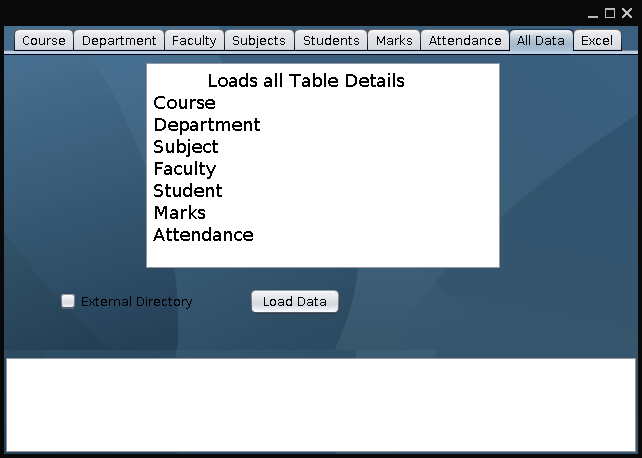 Course Department Faculty Subjects Students Marks Attendance All Data Excel
Loads all Table Details
Course
Department
Subject
Faculty
Student
Marks
Attendance
External Directory Load Data